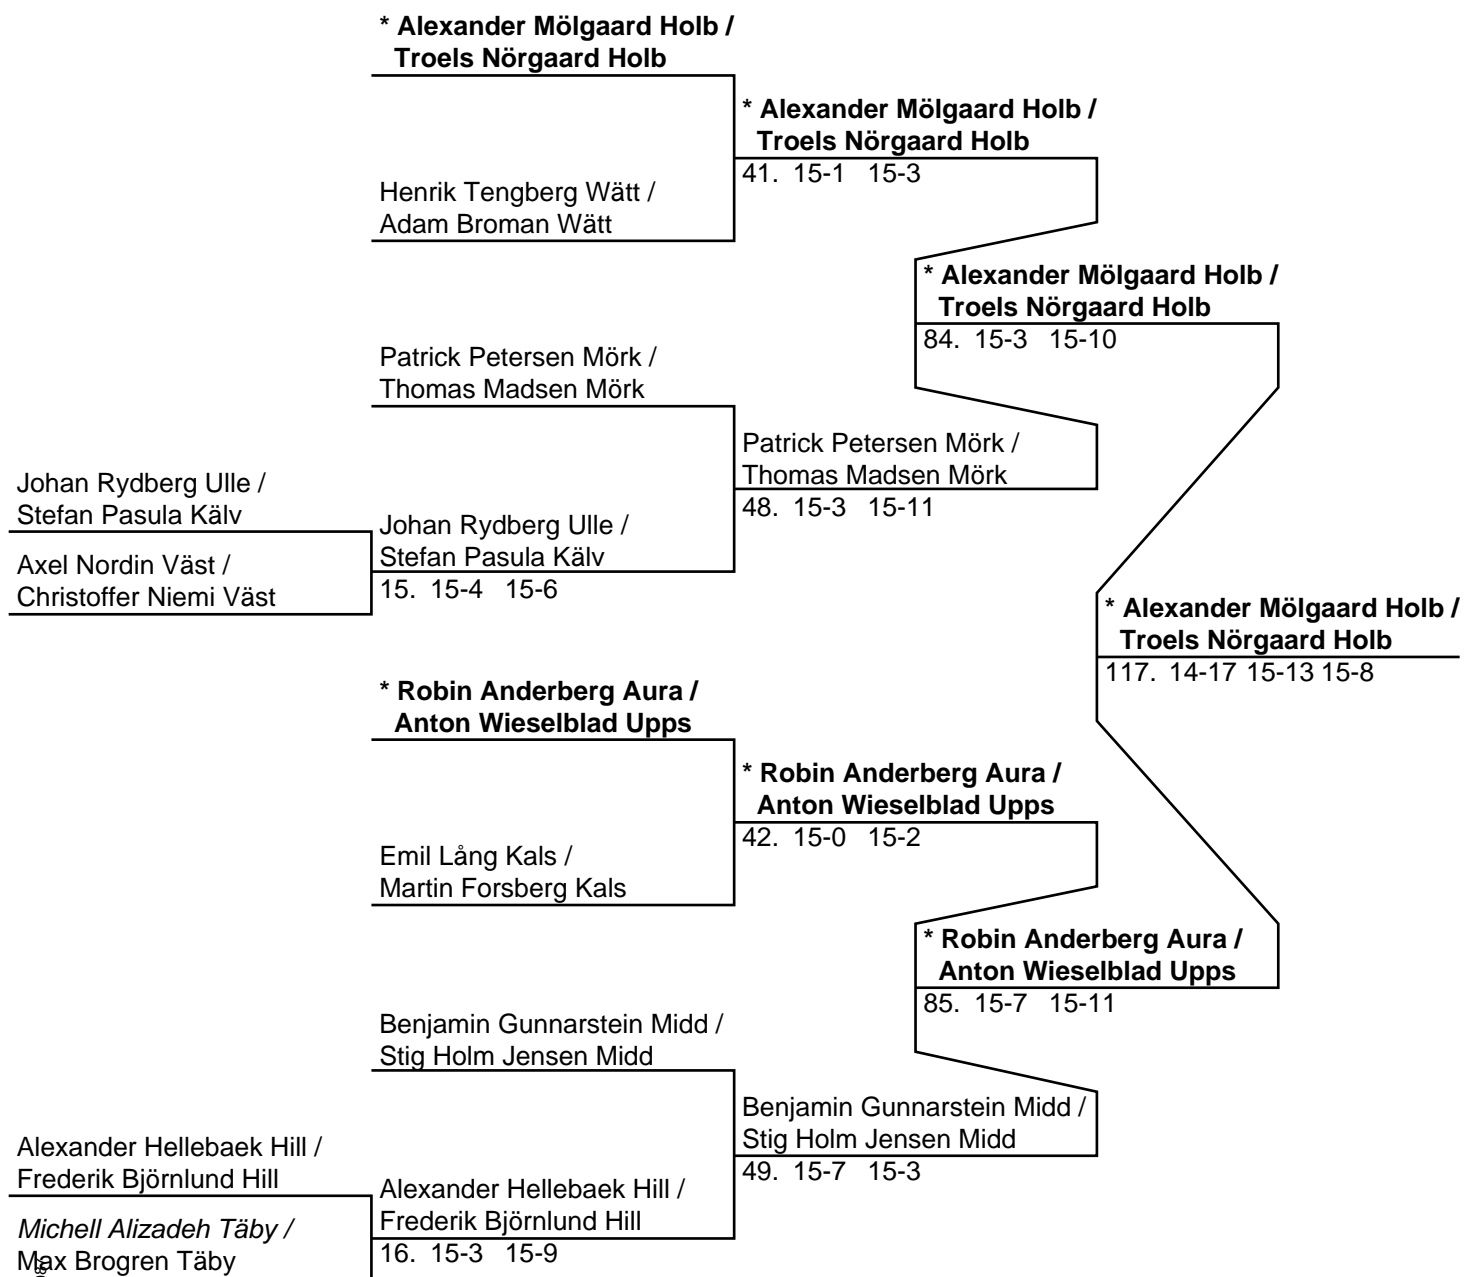 * Alexander Mölgaard Holb /
Troels Nörgaard Holb
* Alexander Mölgaard Holb /
Troels Nörgaard Holb
41. 15-1 15-3
Henrik Tengberg Wätt /
Adam Broman Wätt
* Alexander Mölgaard Holb /
Troels Nörgaard Holb
84. 15-3 15-10
Patrick Petersen Mörk /
Thomas Madsen Mörk
Patrick Petersen Mörk /
Thomas Madsen Mörk
48. 15-3 15-11
Johan Rydberg Ulle /
Stefan Pasula Kälv
Johan Rydberg Ulle /
Stefan Pasula Kälv
15. 15-4 15-6
Axel Nordin Väst /
Christoffer Niemi Väst
* Alexander Mölgaard Holb /
Troels Nörgaard Holb
117. 14-17 15-13 15-8
* Robin Anderberg Aura /
Anton Wieselblad Upps
* Robin Anderberg Aura /
Anton Wieselblad Upps
42. 15-0 15-2
Emil Lång Kals /
Martin Forsberg Kals
* Robin Anderberg Aura /
Anton Wieselblad Upps
85. 15-7 15-11
Benjamin Gunnarstein Midd /
Stig Holm Jensen Midd
Benjamin Gunnarstein Midd /
Stig Holm Jensen Midd
49. 15-7 15-3
Alexander Hellebaek Hill /
Frederik Björnlund Hill
Alexander Hellebaek Hill /
Frederik Björnlund Hill
16. 15-3 15-9
Michell Alizadeh Täby /
Max Brogren Täby